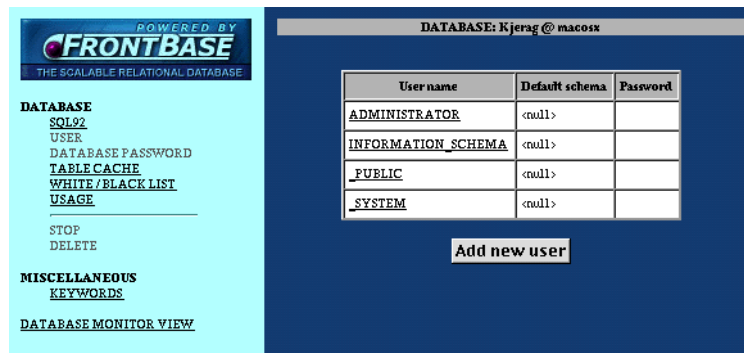 POWERED BY
FRONTBASE
THE SCALABLE RELATIONAL DATABASE
DATABASE
SQL92
USER
DATABASE PASSWORD
TABLE CACHE
WHITE / BLACK LIST
USAGE
STOP
DELETE
MISCELLANEOUS
KEYWORDS
DATABASE MONITOR VIEW
DATABASE: Kjerag @ macosx
User name Default schema Password
ADMINISTRATOR <null>
INFORMATION_SCHEMA <null>
_PUBLIC <null>
_SYSTEM <null>
Add new user